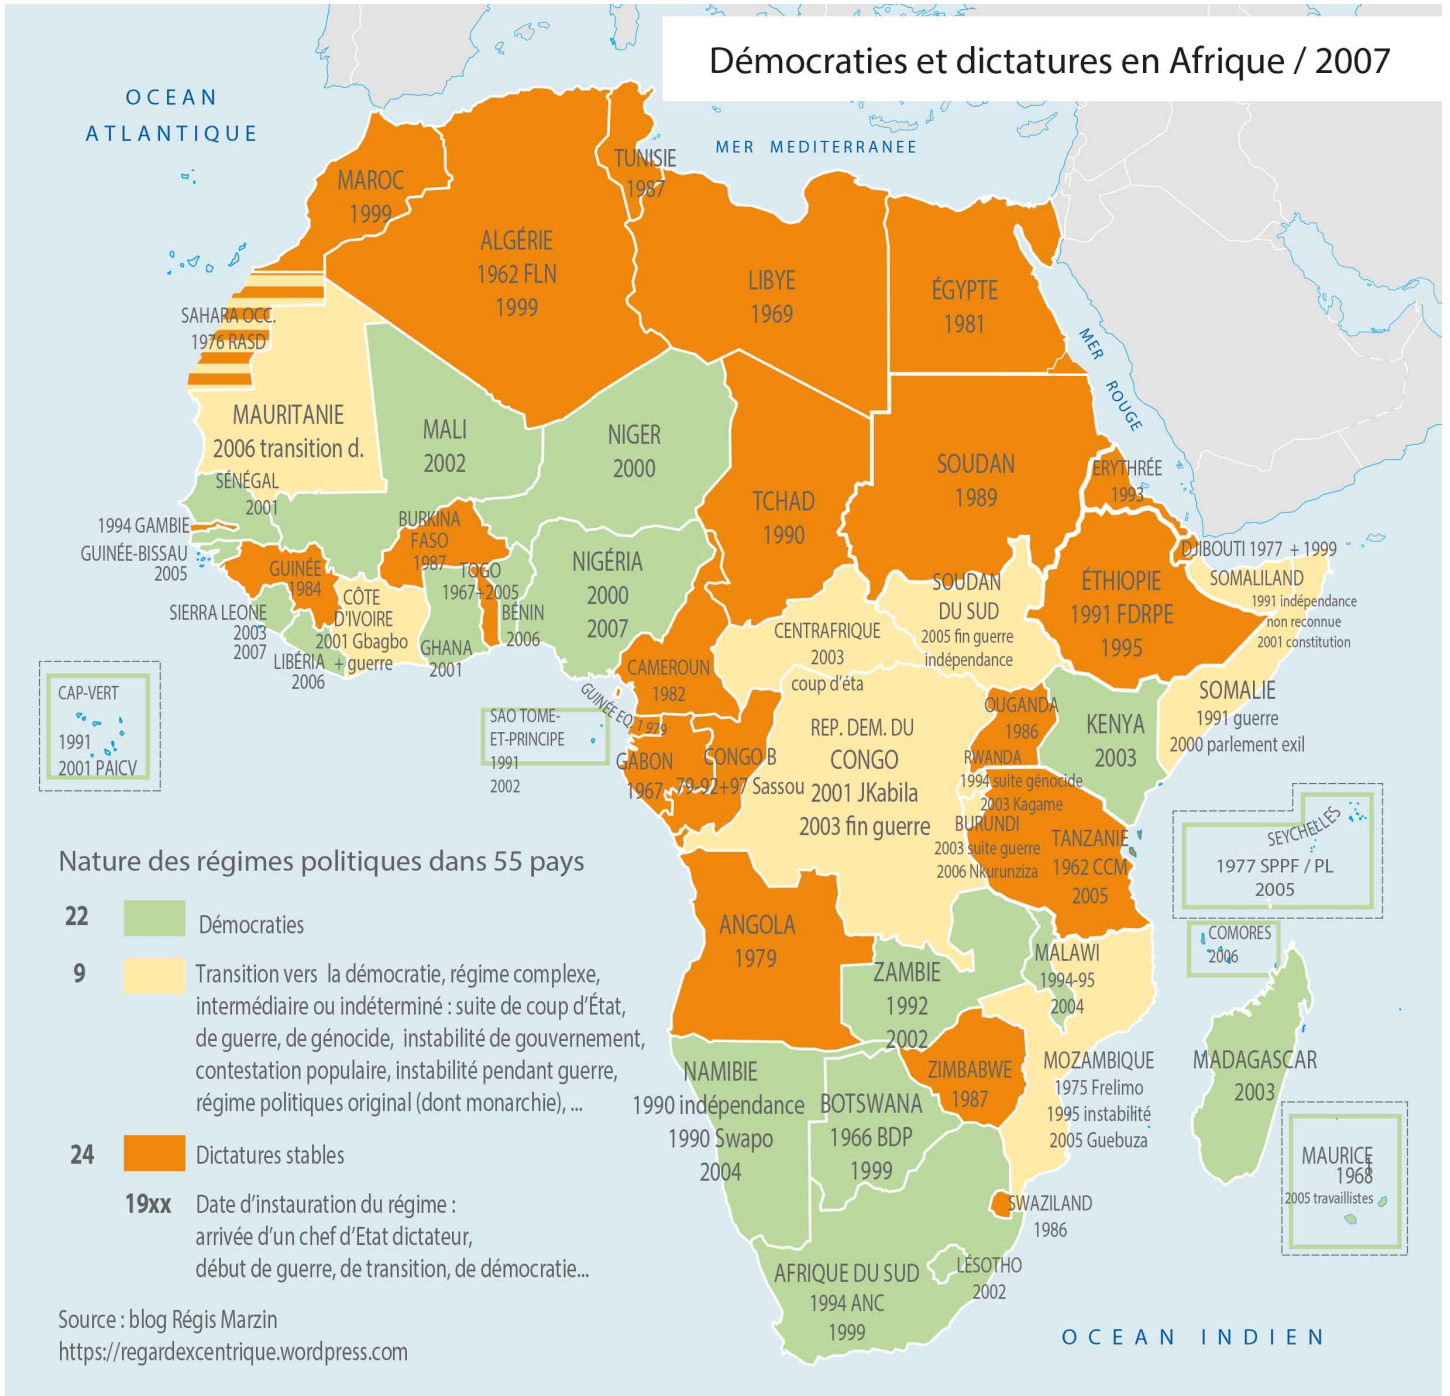 Démocraties et dictatures en Afrique / 2007
OCEAN
ATLANTIQUE
MER MEDITERRANEE
TUNISIE
1987
MAROC
1999
ALGÉRIE
1962 FLN
1999
LIBYE
1969
ÉGYPTE
1981
MER ROUGE
SAHARA OCC.
1976 RASD
MAURITANIE
2006 transition d.
MALI
2002
NIGER
2000
TCHAD
1990
SOUDAN
1989
ERYTHRÉE
1993
SÉNÉGAL
2001
1994 GAMBIE
GUINÉE-BISSAU
2005
GUINÉE
1984
BURKINA
FASO
1987
TOGO
1967+2005
BÉNIN
2006
NIGÉRIA
2000
2007
CÔTE
D'IVOIRE
2001 Gbagbo
+ guerre
GHANA
2001
SIERRA LEONE
2003
2007
LIBÉRIA
2006
DJIBOUTI 1977 + 1999
SOMALILAND
1991 indépendance
non reconnue
2001 constitution
ÉTHIOPIE
1991 FDRPE
1995
SOUDAN
DU SUD
2005 fin guerre
indépendance
CENTRAFRIQUE
2003
coup d'éta
CAMEROUN
1982
GUINÉE EQ. 1979
SOMALIE
1991 guerre
2000 parlement exil
CAP-VERT
1991
2001 PAICV
SAO TOME-
ET-PRINCIPE
1991
2002
GABON
1967
CONGO B
79-92+97 Sassou
REP. DEM. DU
CONGO
2001 JKabila
2003 fin guerre
OUGANDA
1986
KENYA
2003
RWANDA
1994 suite génocide
2003 Kagame
BURUNDI
2003 suite guerre
2006 Nkurunziza
TANZANIE
1962 CCM
2005
SEYCHELLES
1977 SPPF / PL
2005
COMORES
2006
ANGOLA
1979
ZAMBIE
1992
2002
MALAWI
1994-95
2004
NAMIBIE
1990 indépendance
1990 Swapo
2004
BOTSWANA
1966 BDP
1999
ZIMBABWE
1987
MOZAMBIQUE
1975 Frelimo
1995 instabilité
2005 Guebuza
MADAGASCAR
2003
MAURICE
1968
2005 travaillistes
SWAZILAND
1986
LÉSOTHO
2002
AFRIQUE DU SUD
1994 ANC
1999
OCEAN INDIEN
Nature des régimes politiques dans 55 pays
22 Démocraties
9 Transition vers la démocratie, régime complexe,
intermédiaire ou indéterminé : suite de coup d'État,
de guerre, de génocide, instabilité de gouvernement,
contestation populaire, instabilité pendant guerre,
régime politiques original (dont monarchie), ...
24 Dictatures stables
19xx Date d'instauration du régime :
arrivée d'un chef d'Etat dictateur,
début de guerre, de transition, de démocratie...
Source : blog Régis Marzin
https://regardexcentrique.wordpress.com